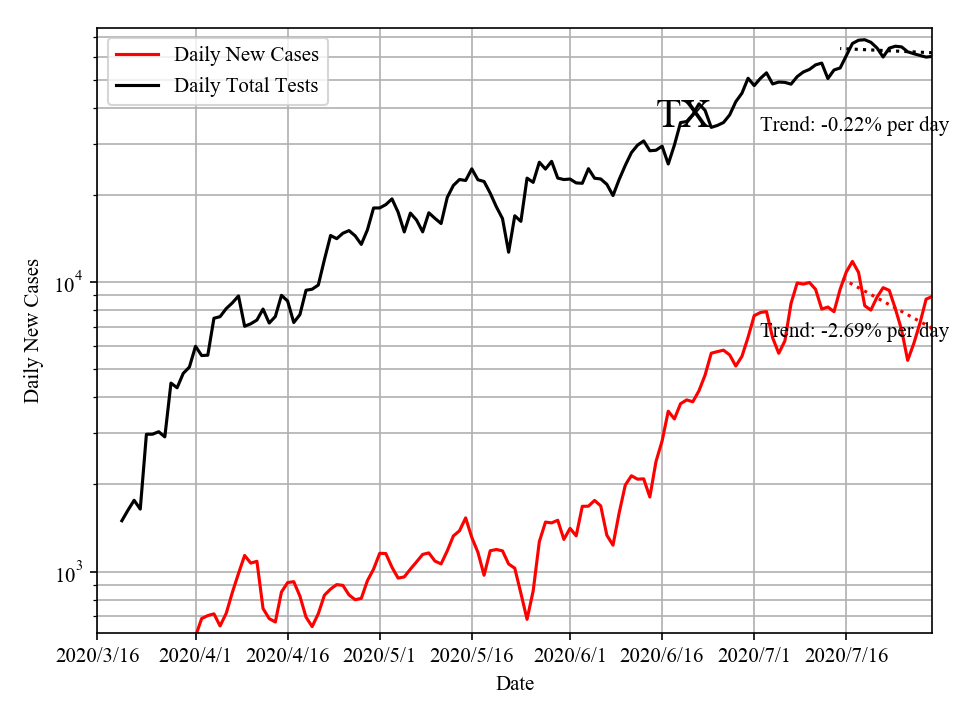 Daily New Cases
Daily Total Tests
TX
Trend: -0.22% per day
Trend: -2.69% per day
Daily New Cases
10^4
10^3
2020/3/16 2020/4/1 2020/4/16 2020/5/1 2020/5/16 2020/6/1 2020/6/16 2020/7/1 2020/7/16
Date